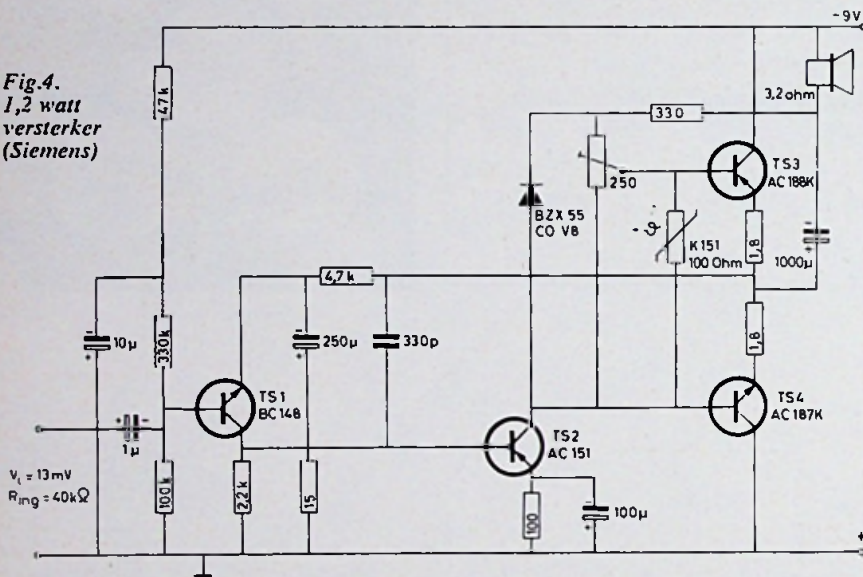 Fig.4.
1,2 watt
versterker
(Siemens)
-9V
47k
3,2 ohm
330
250
TS3
AC 188K
BZX 55
C0 V8
-ϑ
K151
100 Ohm
1,8
1000µ
4,7k
10µ
330k
250µ
330p
1,8
TS1
BC 148
TS4
AC 187K
TS2
AC 151
1µ
Vi = 13mV
Ring = 40kΩ
100k
2,2k
15
100
100µ
+